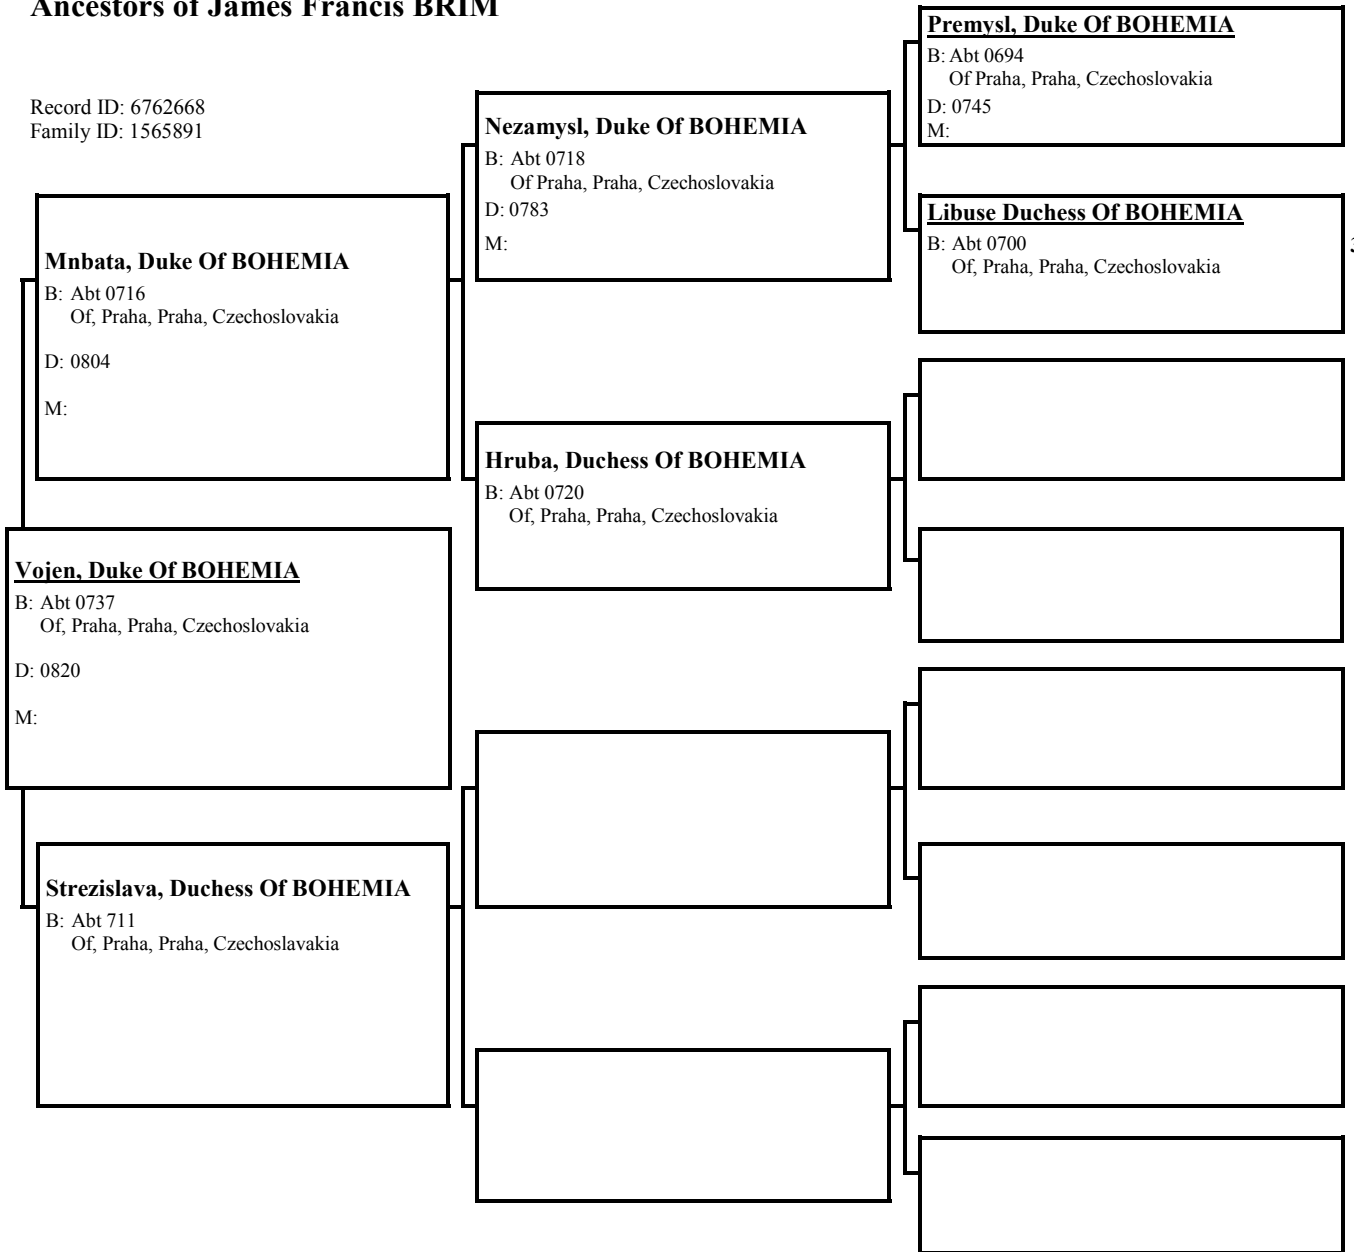 Ancestors of James Francis BRIM
Record ID: 6762668
Family ID: 1565891
Premysl, Duke Of BOHEMIA
B: Abt 0694
Of Praha, Praha, Czechoslovakia
D: 0745
M:
Nezamysl, Duke Of BOHEMIA
B: Abt 0718
Of Praha, Praha, Czechoslovakia
D: 0783
M:
Libuse Duchess Of BOHEMIA
B: Abt 0700
Of, Praha, Praha, Czechoslovakia
Mnbata, Duke Of BOHEMIA
B: Abt 0716
Of, Praha, Praha, Czechoslovakia
D: 0804
M:
Hruba, Duchess Of BOHEMIA
B: Abt 0720
Of, Praha, Praha, Czechoslovakia
Vojen, Duke Of BOHEMIA
B: Abt 0737
Of, Praha, Praha, Czechoslovakia
D: 0820
M:
Strezislava, Duchess Of BOHEMIA
B: Abt 711
Of, Praha, Praha, Czechoslavakia